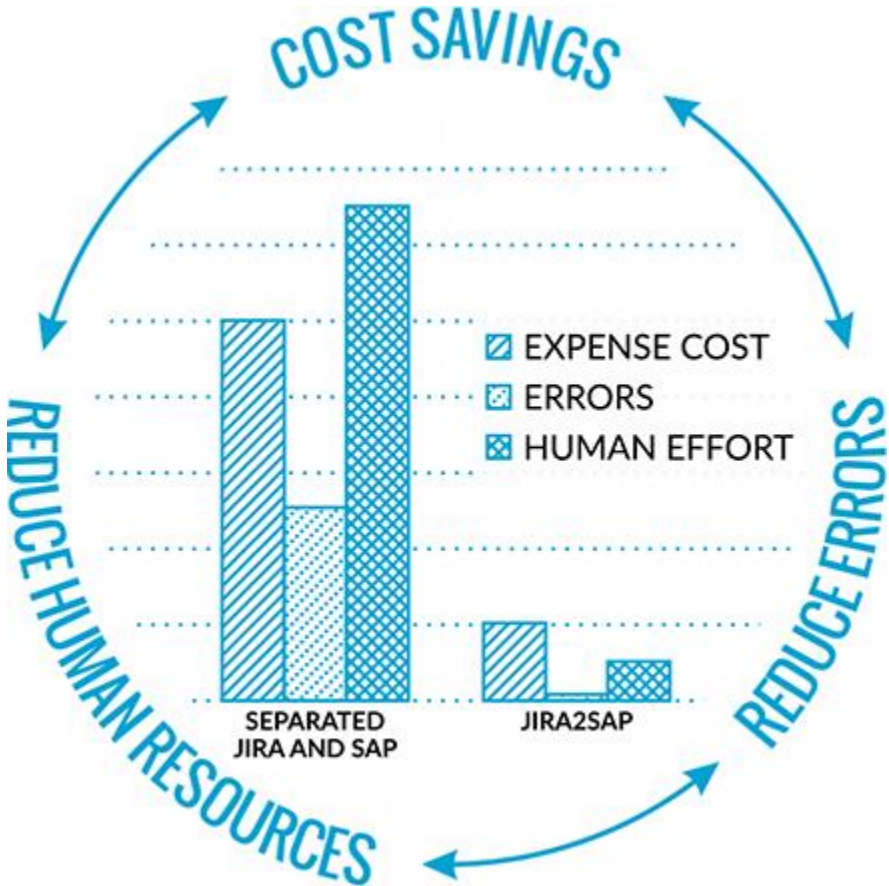 COST SAVINGS
EXPENSE COST
ERRORS
HUMAN EFFORT
SEPARATED
JIRA AND SAP
JIRA2SAP
REDUCE HUMAN RESOURCES
REDUCE ERRORS